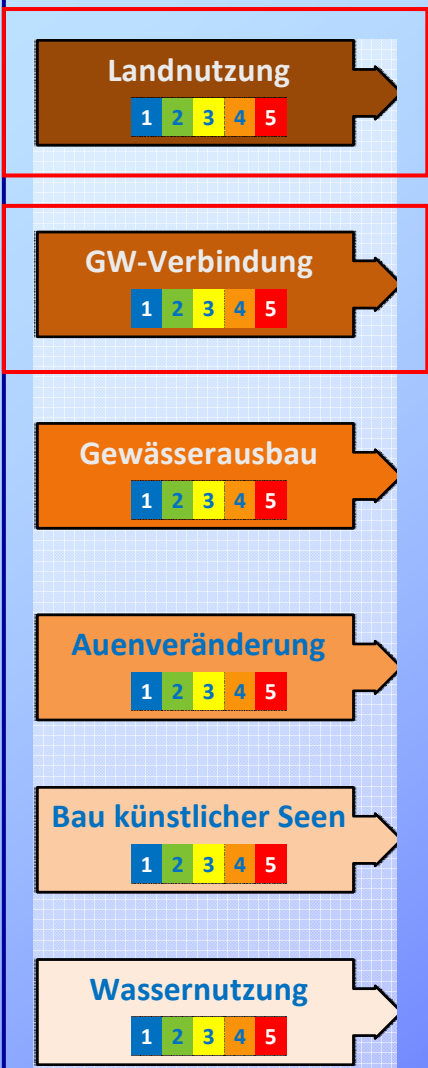 Landnutzung
1 2 3 4 5
GW-Verbindung
1 2 3 4 5
Gewässerausbau
1 2 3 4 5
Auenveränderung
1 2 3 4 5
Bau künstlicher Seen
1 2 3 4 5
Wassernutzung
1 2 3 4 5